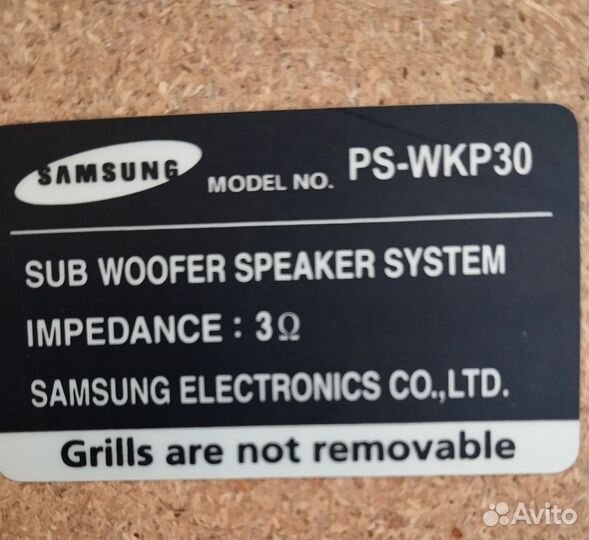 SAMSUNG MODEL NO. PS-WKP30
SUB WOOFER SPEAKER SYSTEM
IMPEDANCE : 3Ω
SAMSUNG ELECTRONICS CO.,LTD.
Grills are not removable
Avito